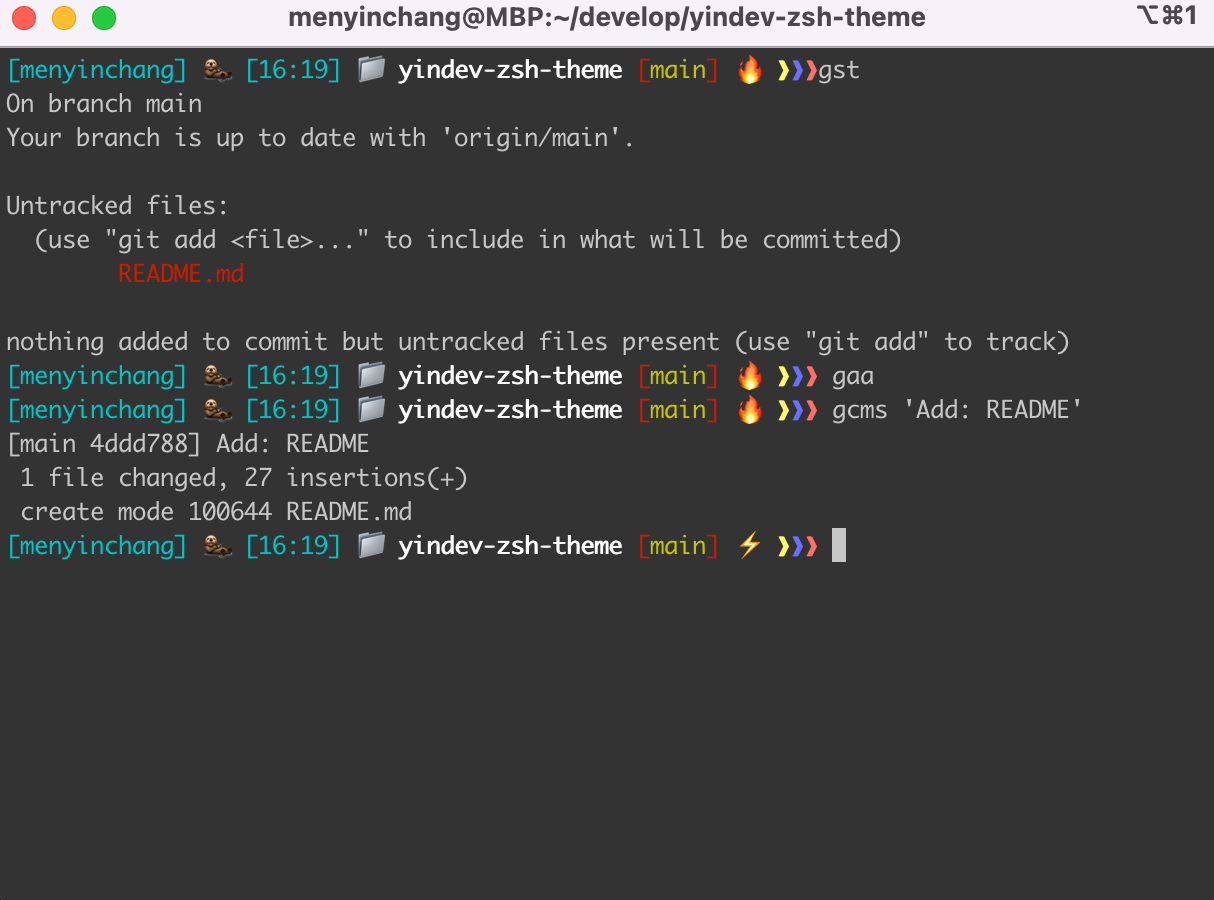 menyinchang@MBP:~/develop/yindev-zsh-theme ⌥⌘1
[menyinchang] 🦥 [16:19] 📁 yindev-zsh-theme [main] 🔥 ❱❱❱gst
On branch main
Your branch is up to date with 'origin/main'.
Untracked files:
  (use "git add <file>..." to include in what will be committed)
        README.md
nothing added to commit but untracked files present (use "git add" to track)
[menyinchang] 🦥 [16:19] 📁 yindev-zsh-theme [main] 🔥 ❱❱❱ gaa
[menyinchang] 🦥 [16:19] 📁 yindev-zsh-theme [main] 🔥 ❱❱❱ gcms 'Add: README'
[main 4ddd788] Add: README
 1 file changed, 27 insertions(+)
 create mode 100644 README.md
[menyinchang] 🦥 [16:19] 📁 yindev-zsh-theme [main] ⚡ ❱❱❱